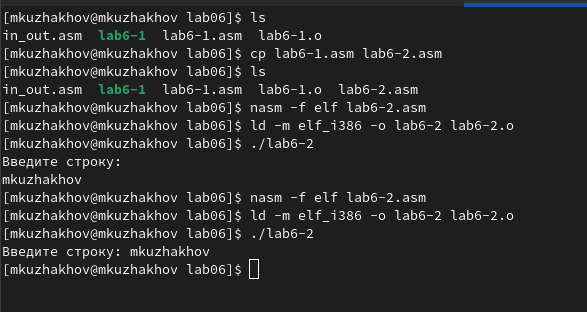 [mkuzhakhov@mkuzhakhov lab06]$ ls
in_out.asm  lab6-1  lab6-1.asm  lab6-1.o
[mkuzhakhov@mkuzhakhov lab06]$ cp lab6-1.asm lab6-2.asm
[mkuzhakhov@mkuzhakhov lab06]$ ls
in_out.asm  lab6-1  lab6-1.asm  lab6-1.o  lab6-2.asm
[mkuzhakhov@mkuzhakhov lab06]$ nasm -f elf lab6-2.asm
[mkuzhakhov@mkuzhakhov lab06]$ ld -m elf_i386 -o lab6-2 lab6-2.o
[mkuzhakhov@mkuzhakhov lab06]$ ./lab6-2
Введите строку:
mkuzhakhov
[mkuzhakhov@mkuzhakhov lab06]$ nasm -f elf lab6-2.asm
[mkuzhakhov@mkuzhakhov lab06]$ ld -m elf_i386 -o lab6-2 lab6-2.o
[mkuzhakhov@mkuzhakhov lab06]$ ./lab6-2
Введите строку: mkuzhakhov
[mkuzhakhov@mkuzhakhov lab06]$